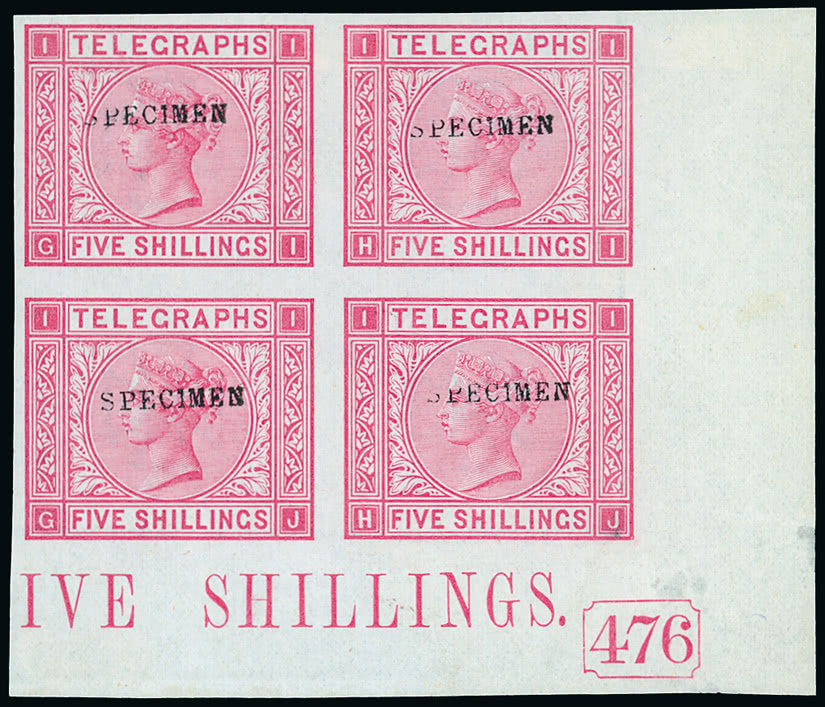 I TELEGRAPHS I I TELEGRAPHS I
SPECIMEN SPECIMEN
G FIVE SHILLINGS I H FIVE SHILLINGS I
I TELEGRAPHS I I TELEGRAPHS I
SPECIMEN SPECIMEN
G FIVE SHILLINGS J H FIVE SHILLINGS J
IVE SHILLINGS.
476